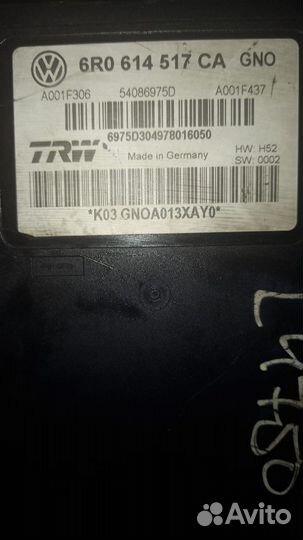 6R0 614 517 CA GNO
A001F306 54086975D A001F437
6975D304978016050
HW: H52
SW: 0002
TRW Made in Germany
*K03 GNOA013XAY0*
L4780
Avito